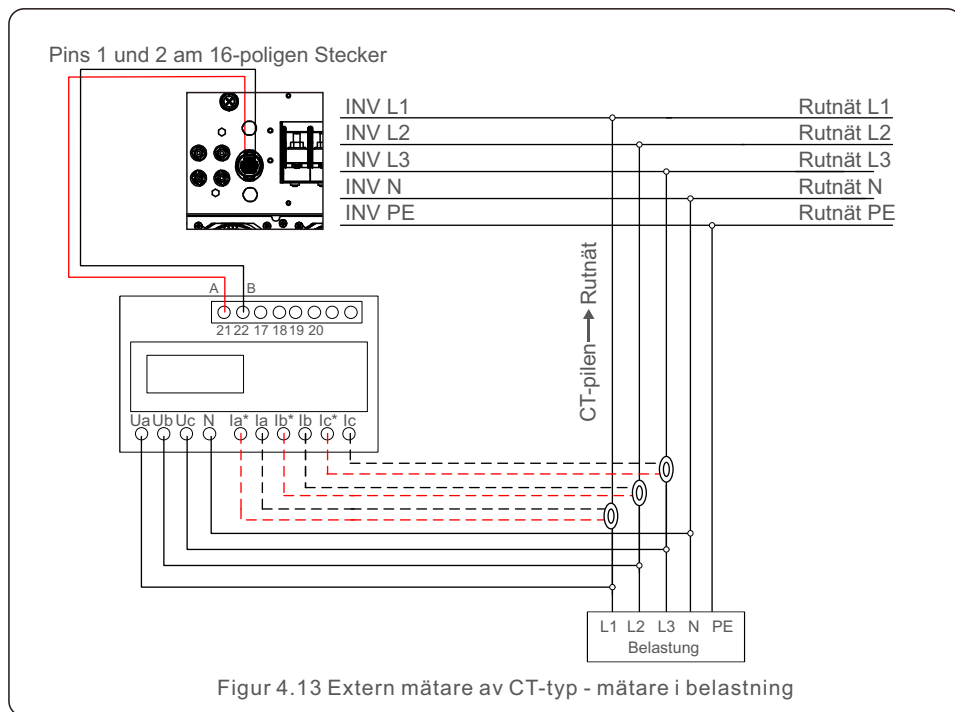 Pins 1 und 2 am 16-poligen Stecker
INV L1 Rutnät L1
INV L2 Rutnät L2
INV L3 Rutnät L3
INV N Rutnät N
INV PE Rutnät PE
CT-pilen Rutnät
A B
21 22 17 18 19 20
Ua Ub Uc N Ia* Ia Ib* Ib Ic* Ic
L1 L2 L3 N PE
Belastung
Figur 4.13 Extern mätare av CT-typ - mätare i belastning